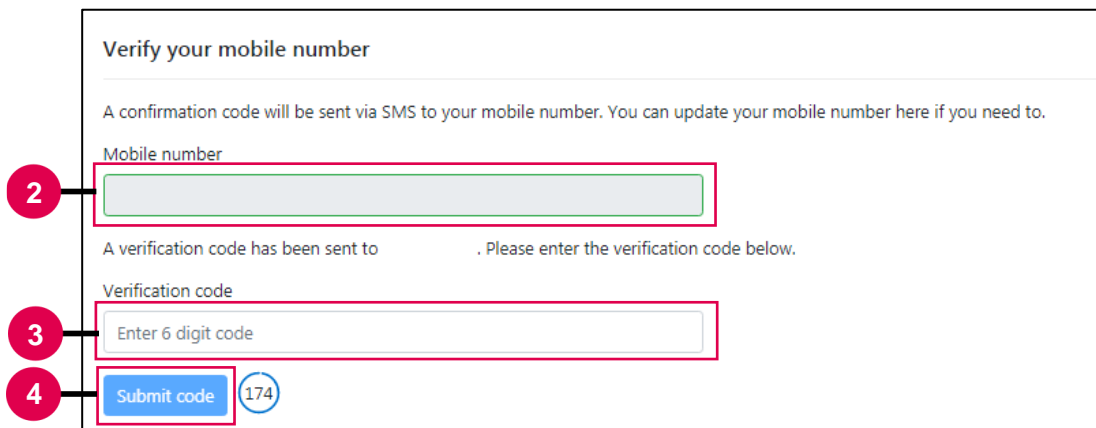 Verify your mobile number
A confirmation code will be sent via SMS to your mobile number. You can update your mobile number here if you need to.
Mobile number
2
A verification code has been sent to . Please enter the verification code below.
Verification code
3
Enter 6 digit code
4
Submit code 174